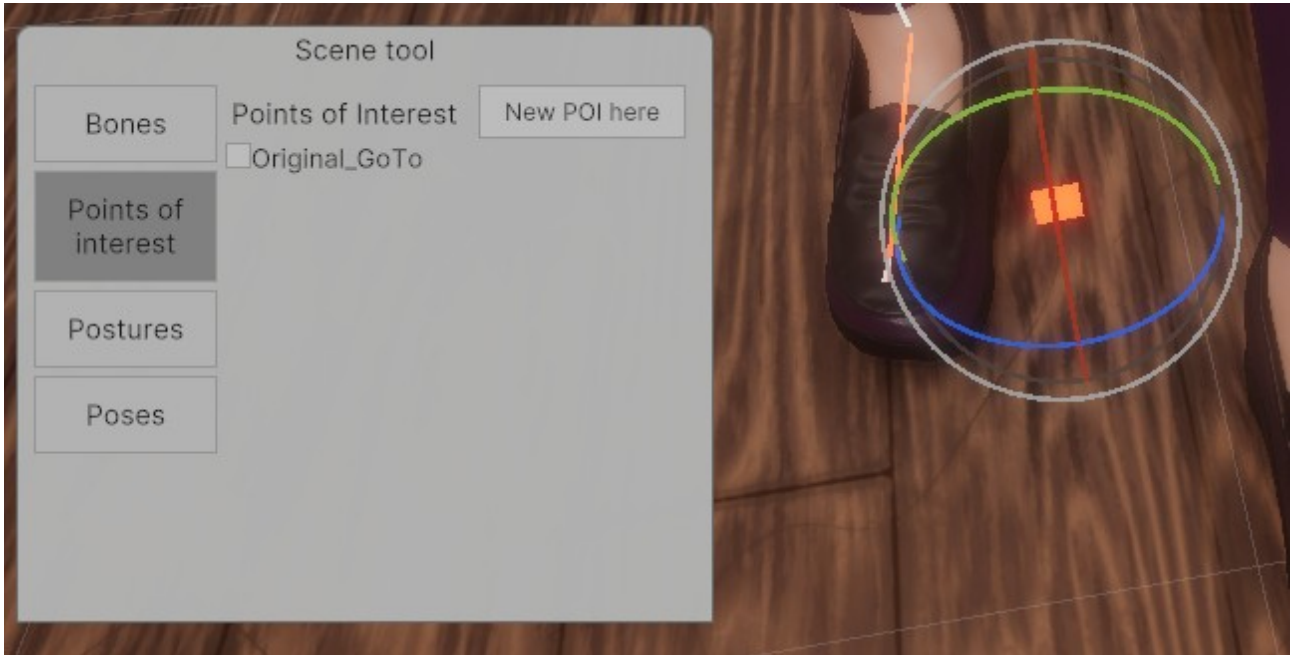 Scene tool
Bones
Points of
interest
Postures
Poses
Points of Interest
New POI here
Original_GoTo